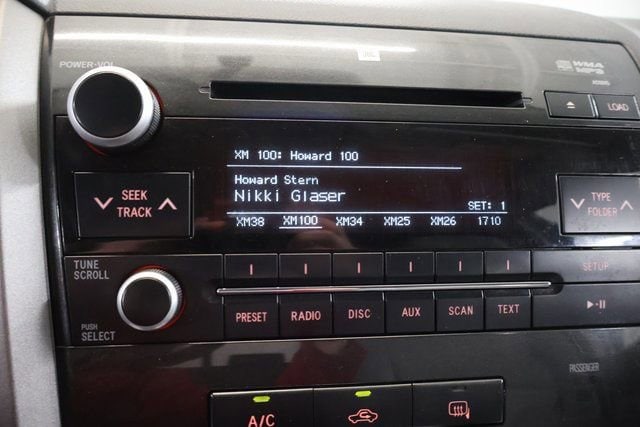 POWER-VOL
JBL
WMA
MP3
LOAD
XM 100: Howard 100
Howard Stern
Nikki Glaser
SET: 1
XM38 XM100 XM34 XM25 XM26 1710
SEEK
TRACK
TYPE
FOLDER
TUNE
SCROLL
SETUP
PRESET RADIO DISC AUX SCAN TEXT
PUSH
SELECT
PASSENGER
A/C